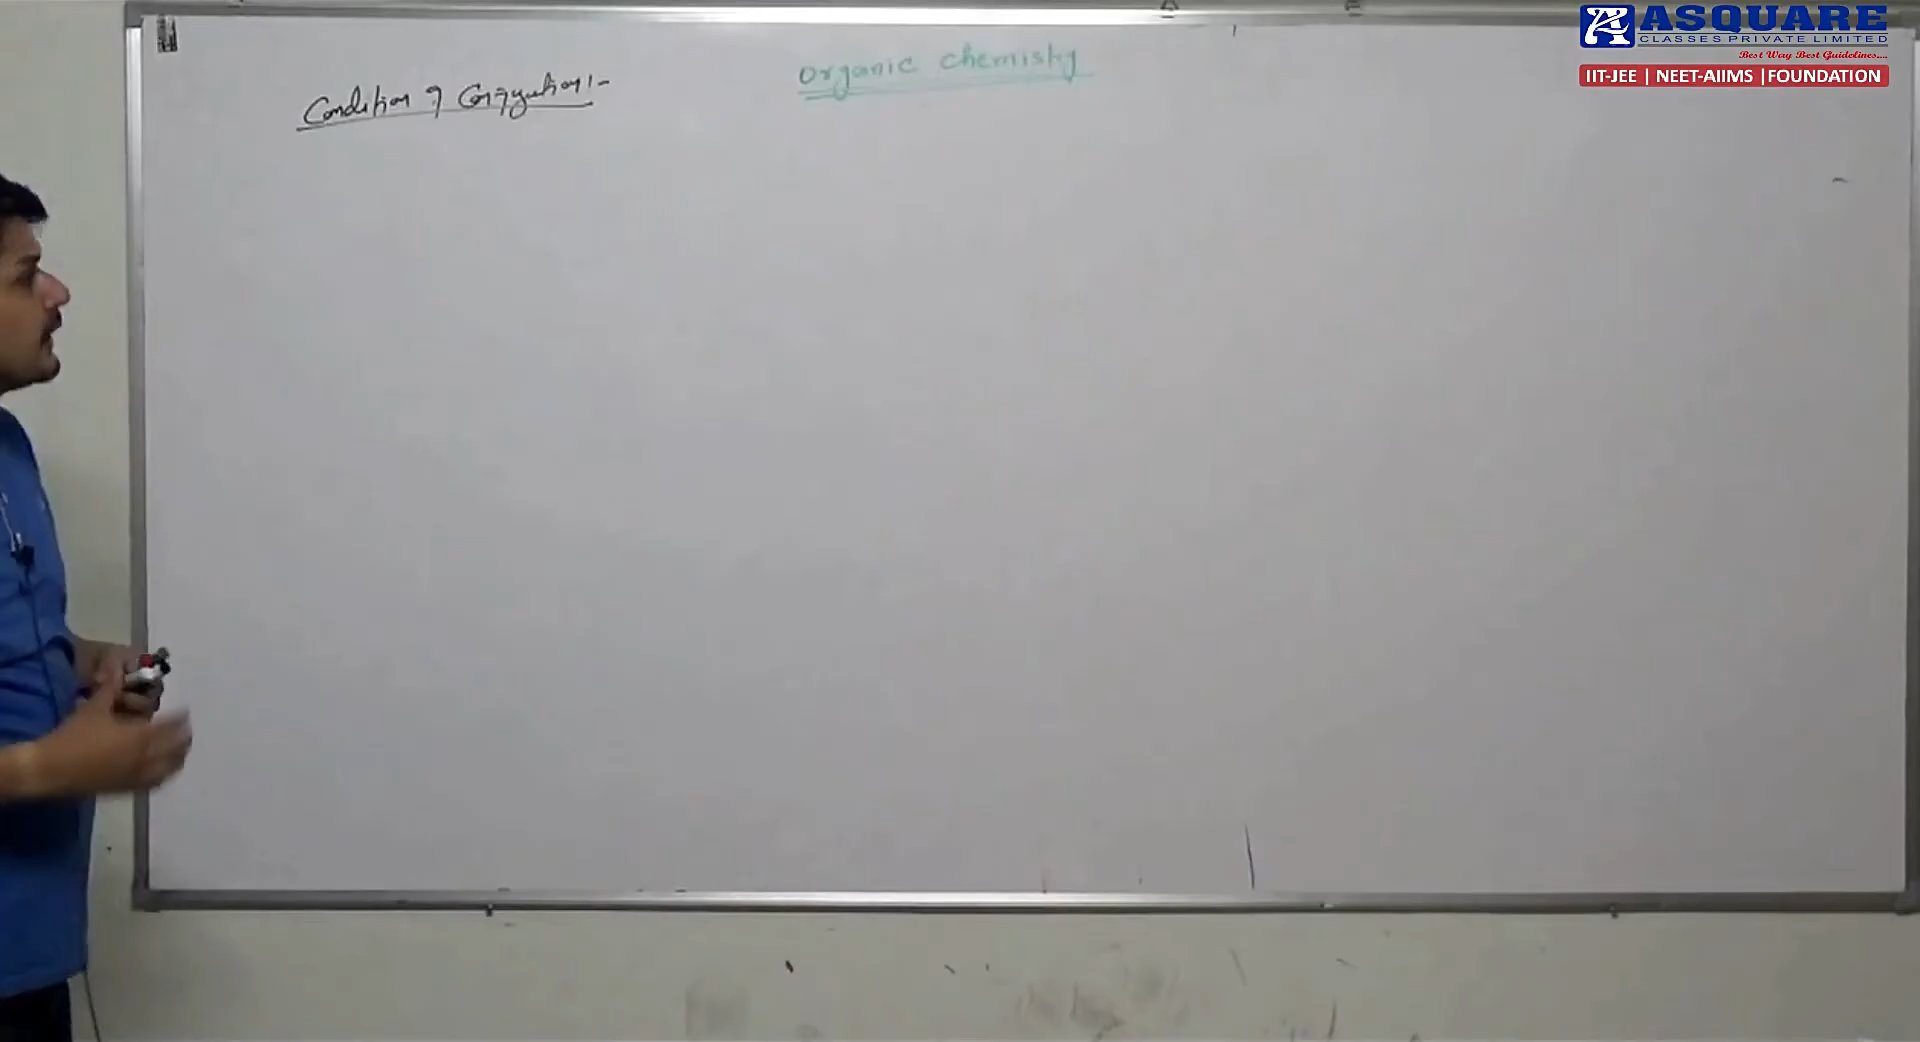 Organic chemistry
Condition of Conjugation:-
ASQUARE
CLASSES PRIVATE LIMITED
Best Way Best Guidelines....
IIT-JEE | NEET-AIIMS |FOUNDATION